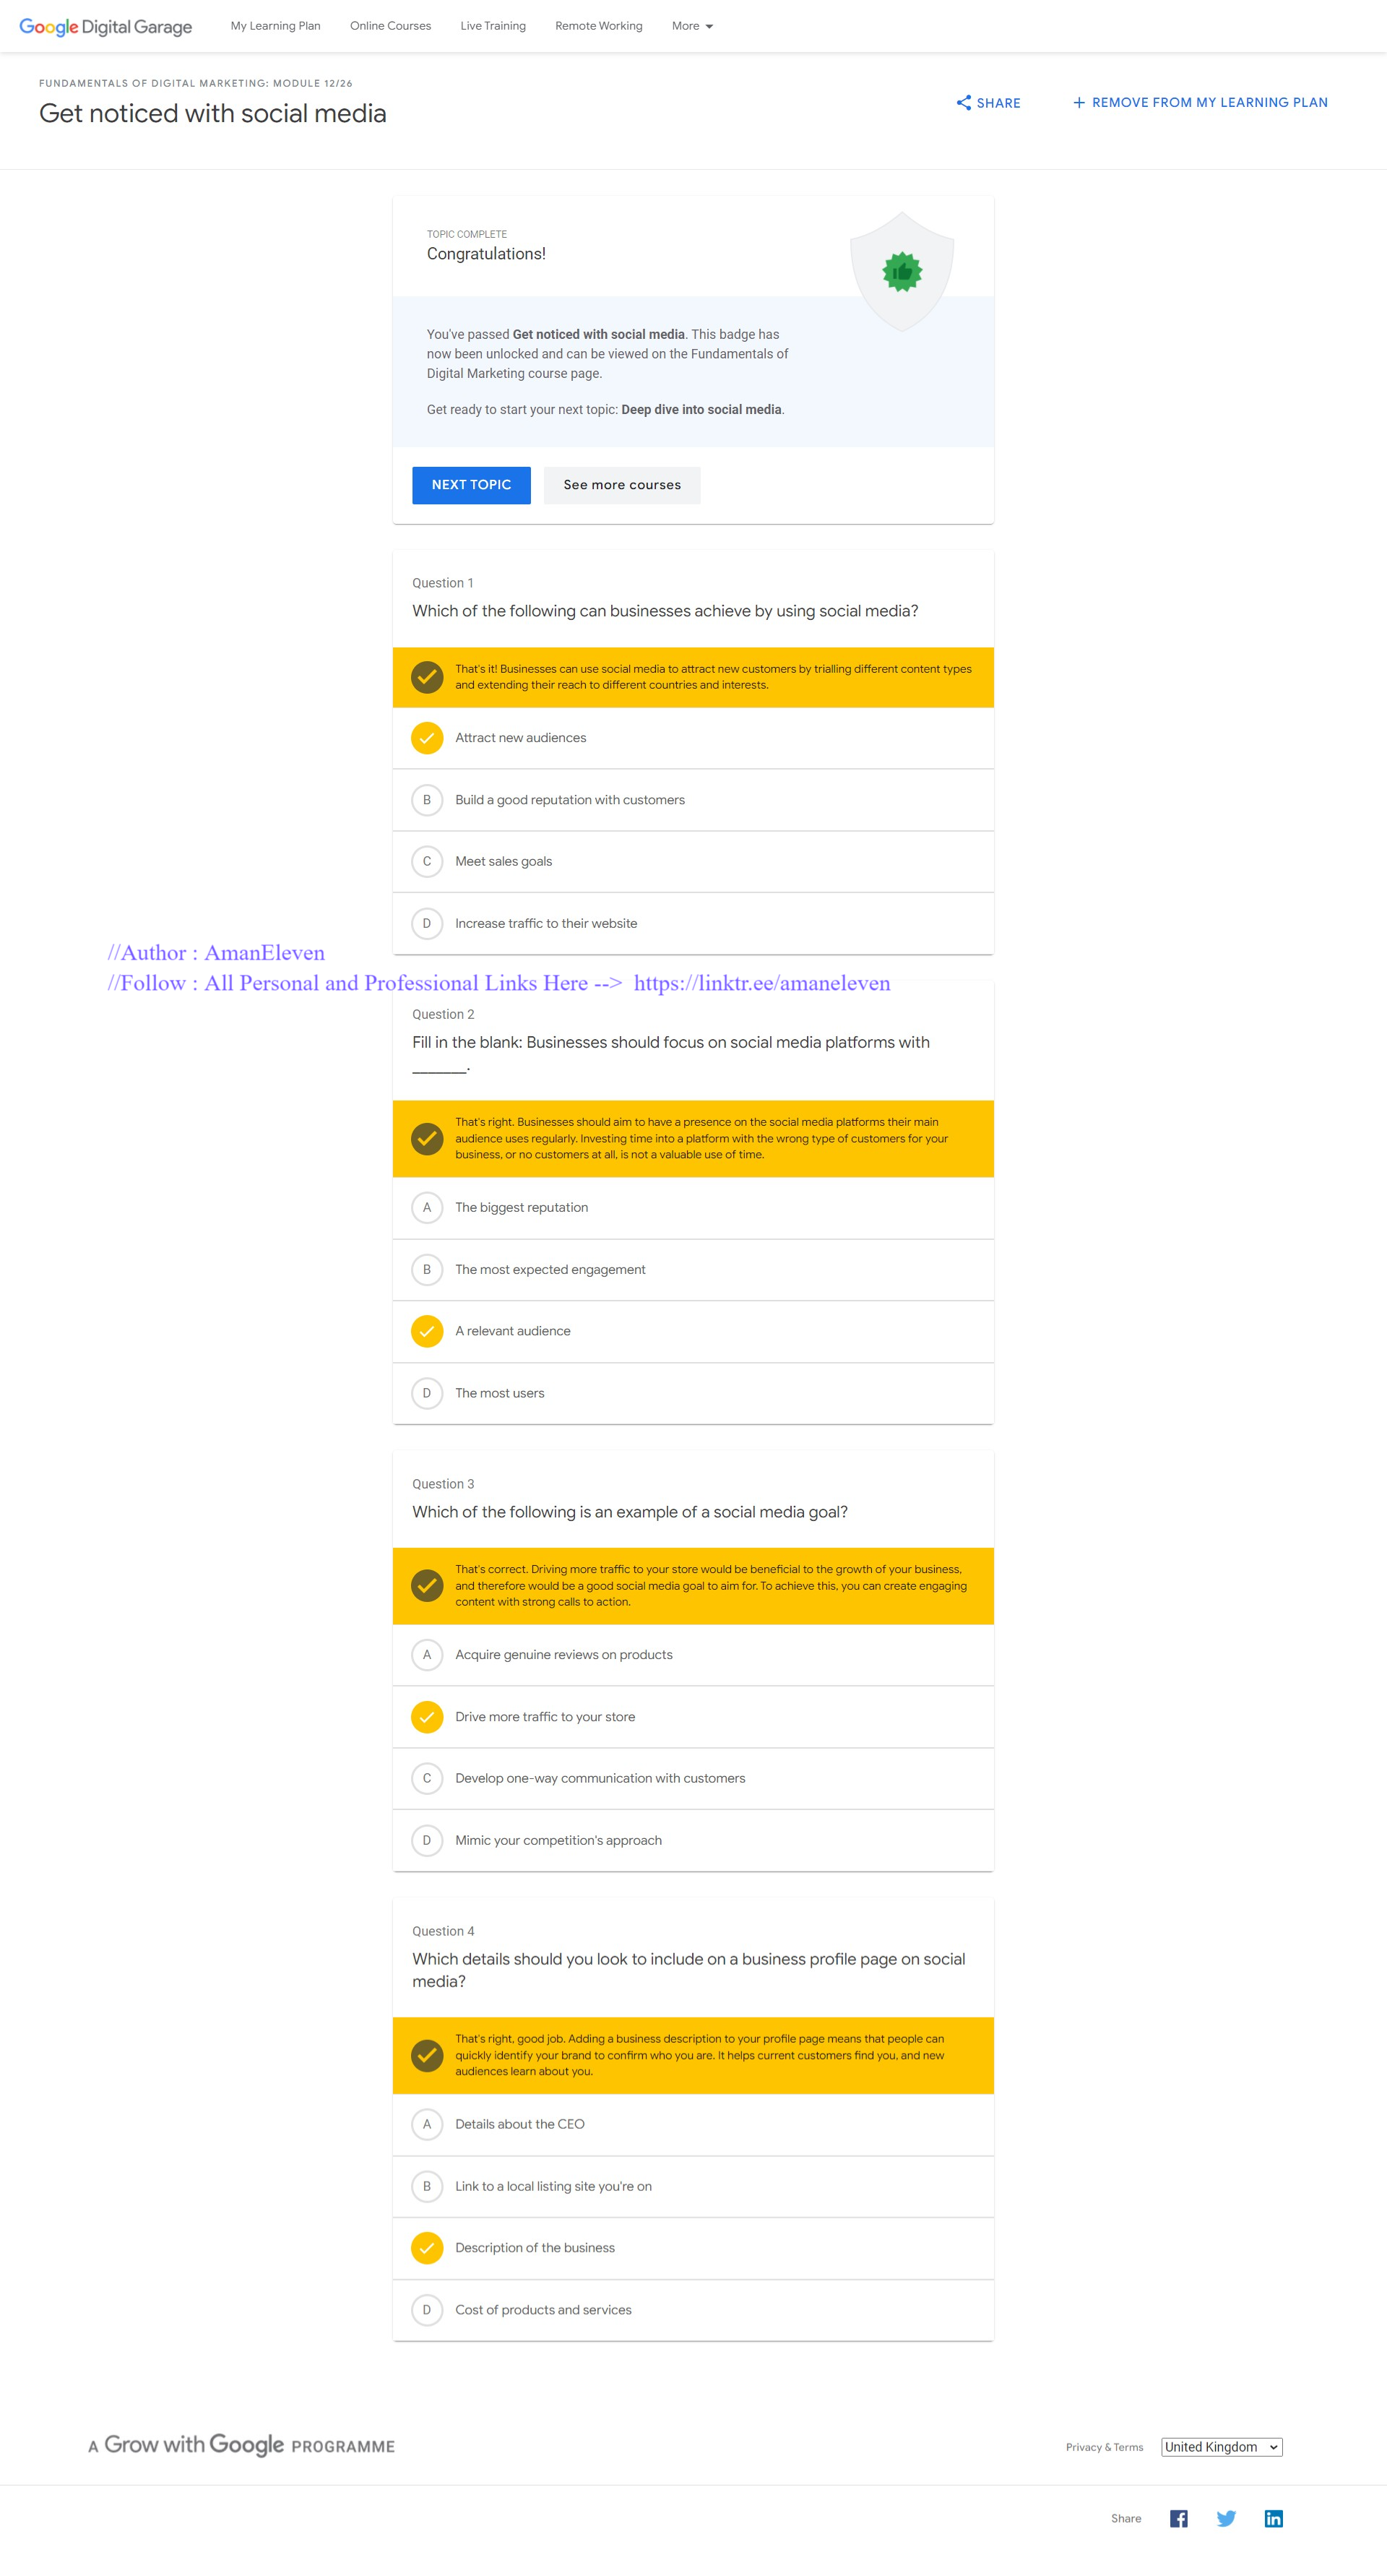 Google Digital Garage My Learning Plan Online Courses Live Training Remote Working More
FUNDAMENTALS OF DIGITAL MARKETING: MODULE 12/26
Get noticed with social media
SHARE
REMOVE FROM MY LEARNING PLAN
TOPIC COMPLETE
Congratulations!
You've passed Get noticed with social media. This badge has
now been unlocked and can be viewed on the Fundamentals of
Digital Marketing course page.
Get ready to start your next topic: Deep dive into social media.
NEXT TOPIC
See more courses
Question 1
Which of the following can businesses achieve by using social media?
That's it! Businesses can use social media to attract new customers by trialling different content types
and extending their reach to different countries and interests.
Attract new audiences
B Build a good reputation with customers
C Meet sales goals
D Increase traffic to their website
//Author : AmanEleven
//Follow : All Personal and Professional Links Here --> https://linktr.ee/amaneleven
Question 2
Fill in the blank: Businesses should focus on social media platforms with
_______.
That's right. Businesses should aim to have a presence on the social media platforms their main
audience uses regularly. Investing time into a platform with the wrong type of customers for your
business, or no customers at all, is not a valuable use of time.
A The biggest reputation
B The most expected engagement
A relevant audience
D The most users
Question 3
Which of the following is an example of a social media goal?
That's correct. Driving more traffic to your store would be beneficial to the growth of your business,
and therefore would be a good social media goal to aim for. To achieve this, you can create engaging
content with strong calls to action.
A Acquire genuine reviews on products
Drive more traffic to your store
C Develop one-way communication with customers
D Mimic your competition's approach
Question 4
Which details should you look to include on a business profile page on social
media?
That's right, good job. Adding a business description to your profile page means that people can
quickly identify your brand to confirm who you are. It helps current customers find you, and new
audiences learn about you.
A Details about the CEO
B Link to a local listing site you're on
Description of the business
D Cost of products and services
A Grow with Google PROGRAMME
Privacy & Terms
United Kingdom
Share